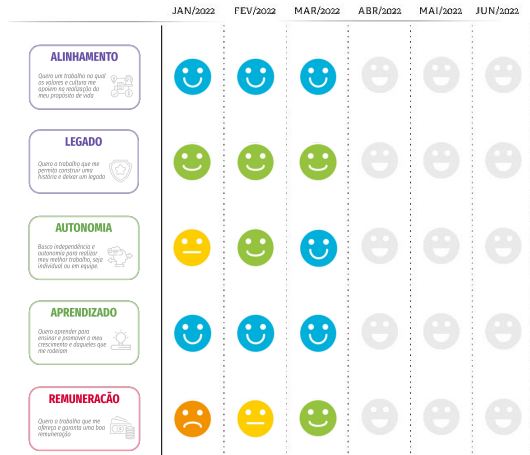 JAN/2022 FEV/2022 MAR/2022 ABR/2022 MAI/2022 JUN/2022
ALINHAMENTO
Quero um trabalho no qual
os valores e cultura me
apoiem na realização do
meu propósito de vida
LEGADO
Quero o trabalho que me
permita construir uma
história e deixar um legado
AUTONOMIA
Busco independência e
autonomia para realizar
meu melhor trabalho, seja
individual ou em equipe.
APRENDIZADO
Quero aprender para
ensinar e promover o meu
crescimento e daqueles que
me rodeiam
REMUNERAÇÃO
Quero o trabalho que me
ofereça e garanta uma boa
remuneração